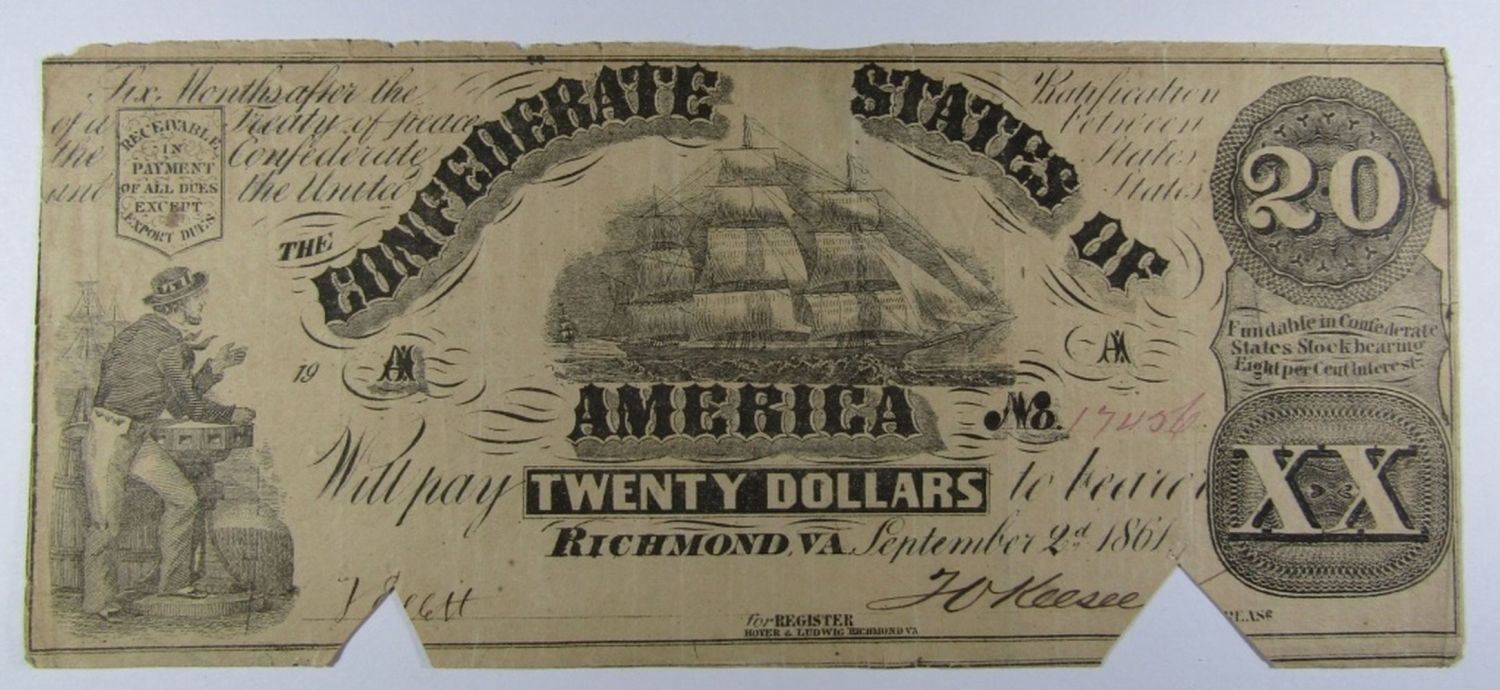 Six Months after the Ratification
of a Treaty of peace between
the Confederate States
and the United States
RECEIVABLE
IN
PAYMENT
OF ALL DUES
EXCEPT
EXPORT DUES
THE CONFEDERATE STATES OF
AMERICA
20
19 A A
No.
Fundable in Confederate
States Stock bearing
Eight per Cent interest
Will pay TWENTY DOLLARS to bearer
XX
RICHMOND, VA. September 2d 1861
for REGISTER
HOYER & LUDWIG RICHMOND VA